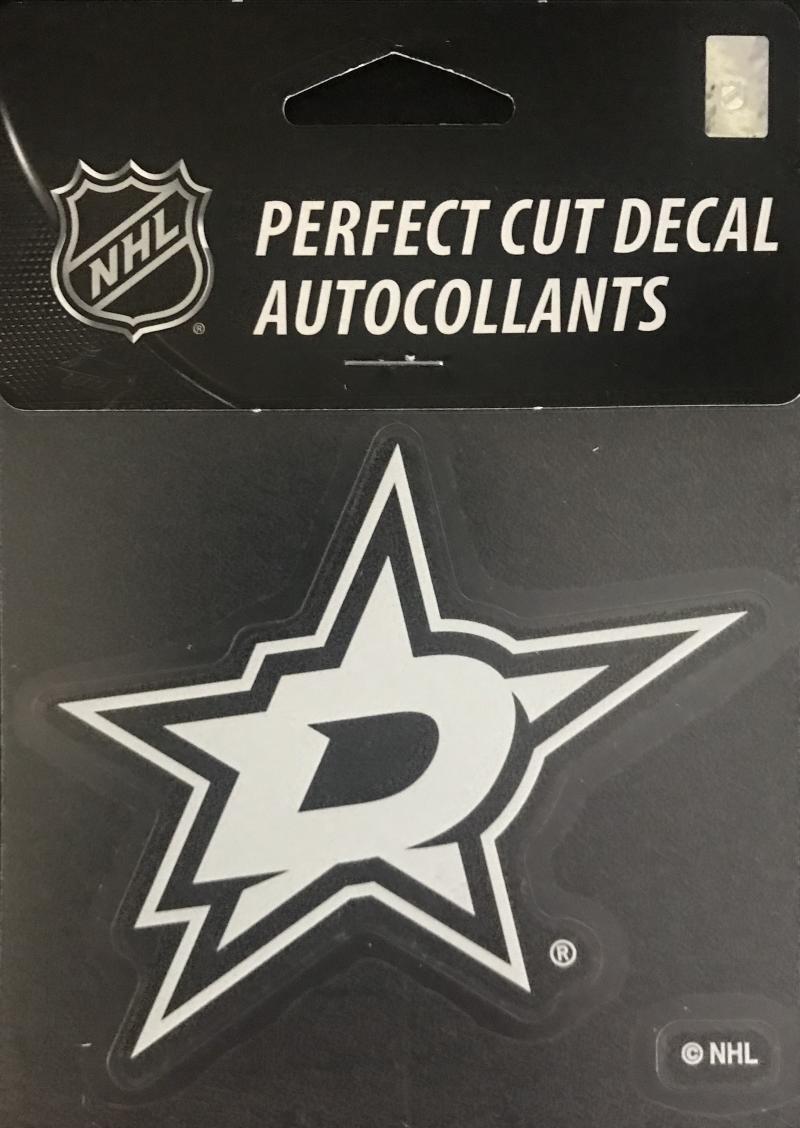 NHL
®
PERFECT CUT DECAL
AUTOCOLLANTS
D
®
© NHL